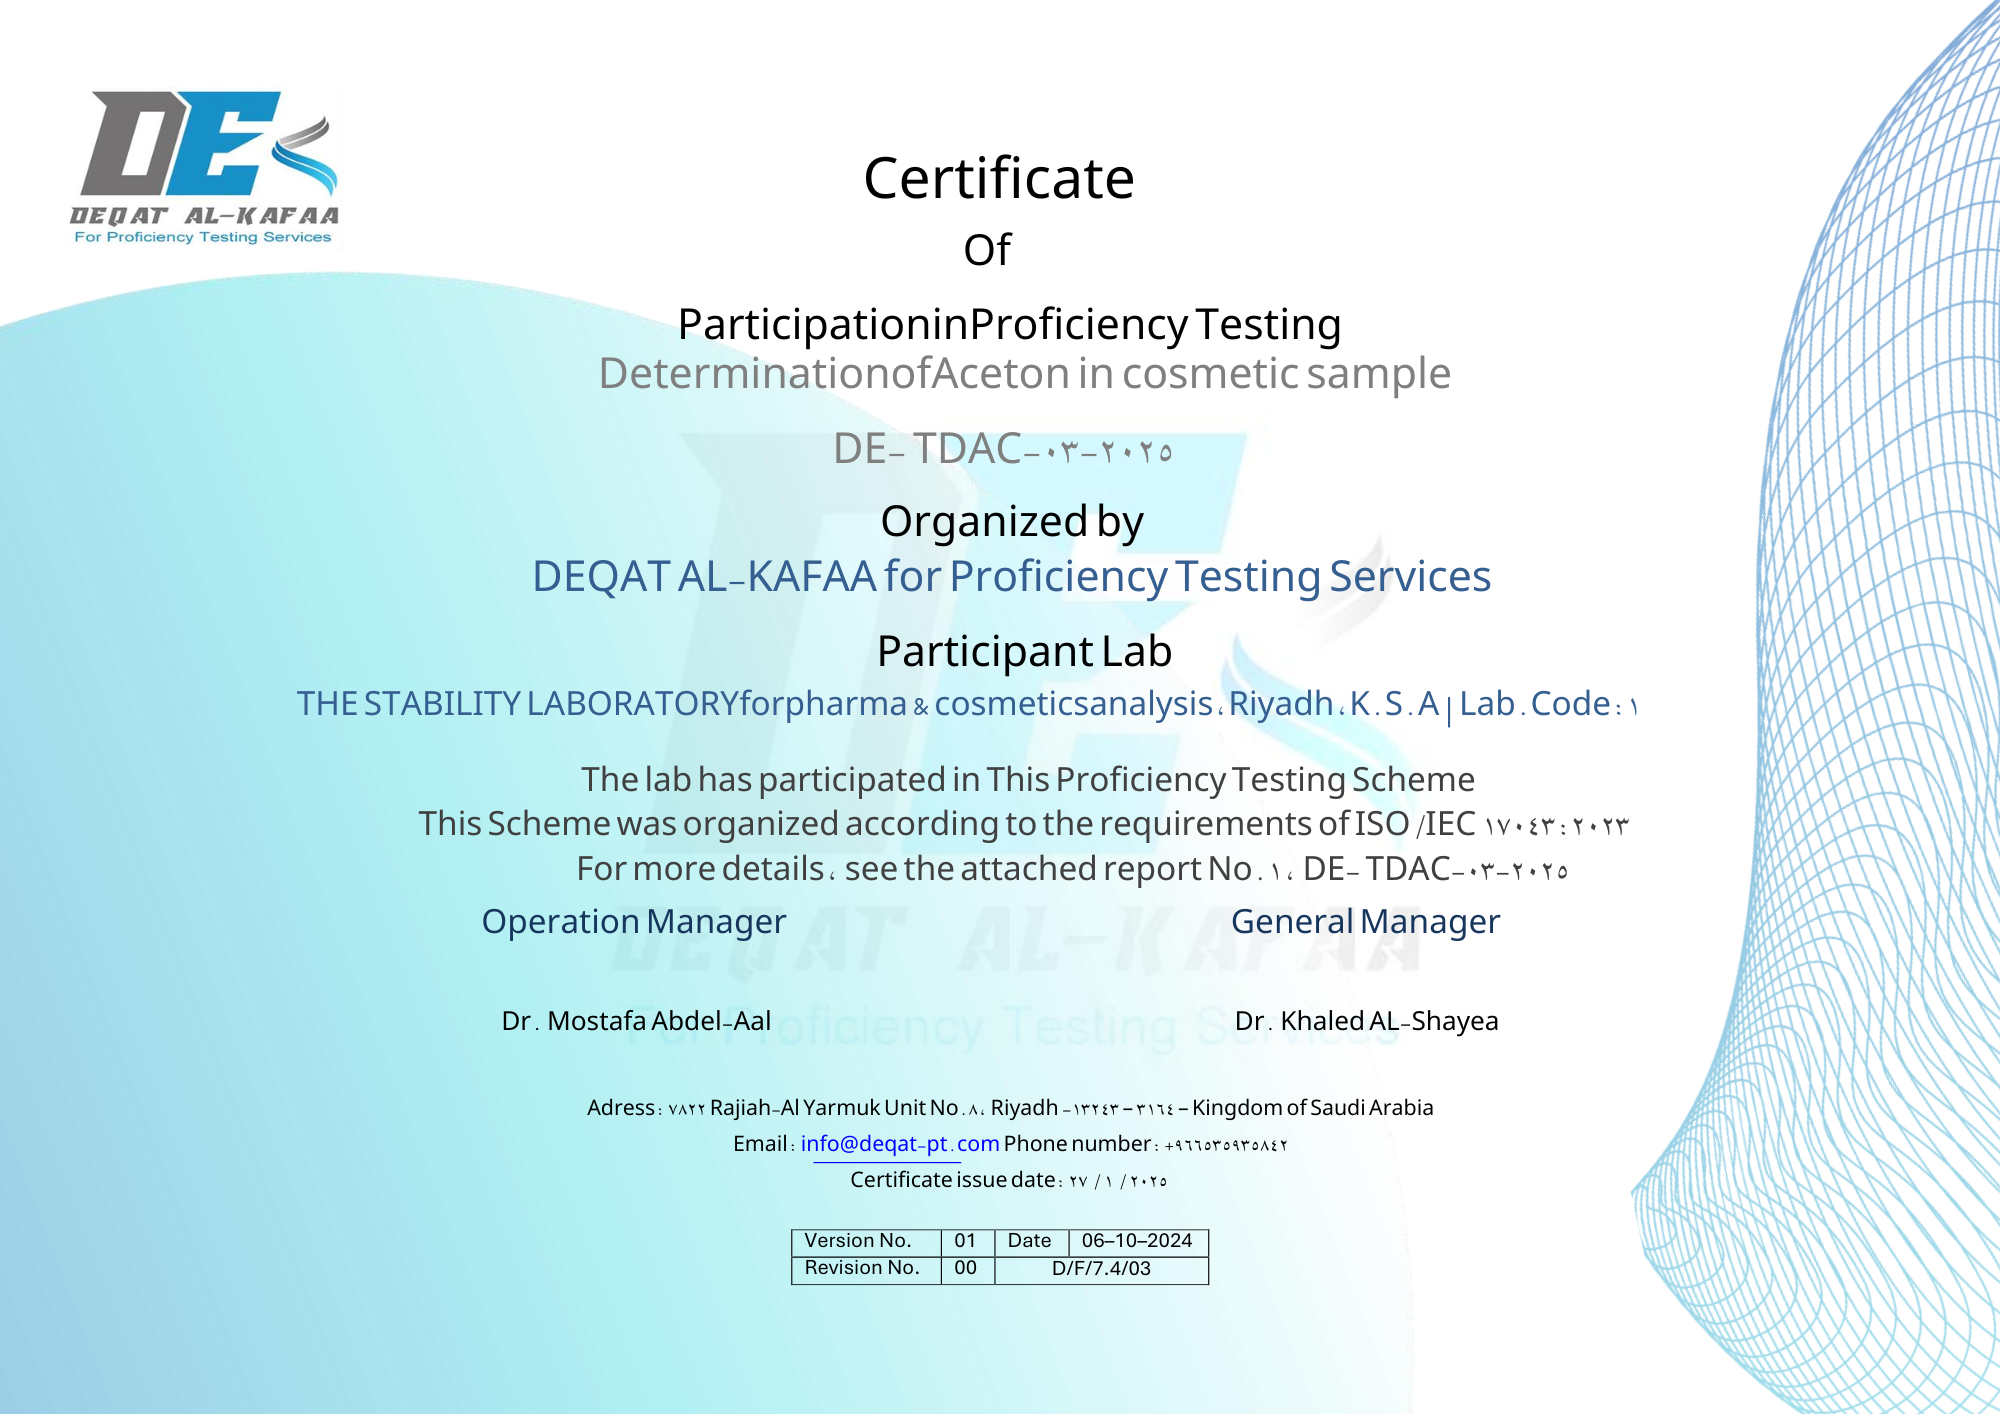 DE
DEQAT AL-KAFAA
For Proficiency Testing Services
Certificate
Of
ParticipationinProficiency Testing
DeterminationofAceton in cosmetic sample
DE- TDAC-٠٣-٢٠٢٥
Organized by
DEQAT AL-KAFAA for Proficiency Testing Services
Participant Lab
THE STABILITY LABORATORYforpharma & cosmeticsanalysis، Riyadh، K.S.A | Lab.Code: ١
The lab has participated in This Proficiency Testing Scheme
This Scheme was organized according to the requirements of ISO /IEC ١٧٠٤٣:٢٠٢٣
For more details، see the attached report No.١، DE- TDAC-٠٣-٢٠٢٥
Operation Manager General Manager
DEQAT AL-KAFAA
For Proficiency Testing Services
Dr. Mostafa Abdel-Aal Dr. Khaled AL-Shayea
Adress: ٧٨٢٢ Rajiah-Al Yarmuk Unit No.٨، Riyadh -١٣٢٤٣ – ٣١٦٤ – Kingdom of Saudi Arabia
Email: info@deqat-pt.com Phone number: +٩٦٦٥٣٥٩٣٥٨٤٢
Certificate issue date: ٢٧ / ١ / ٢٠٢٥
Version No. 01 Date 06–10–2024
Revision No. 00 D/F/7.4/03